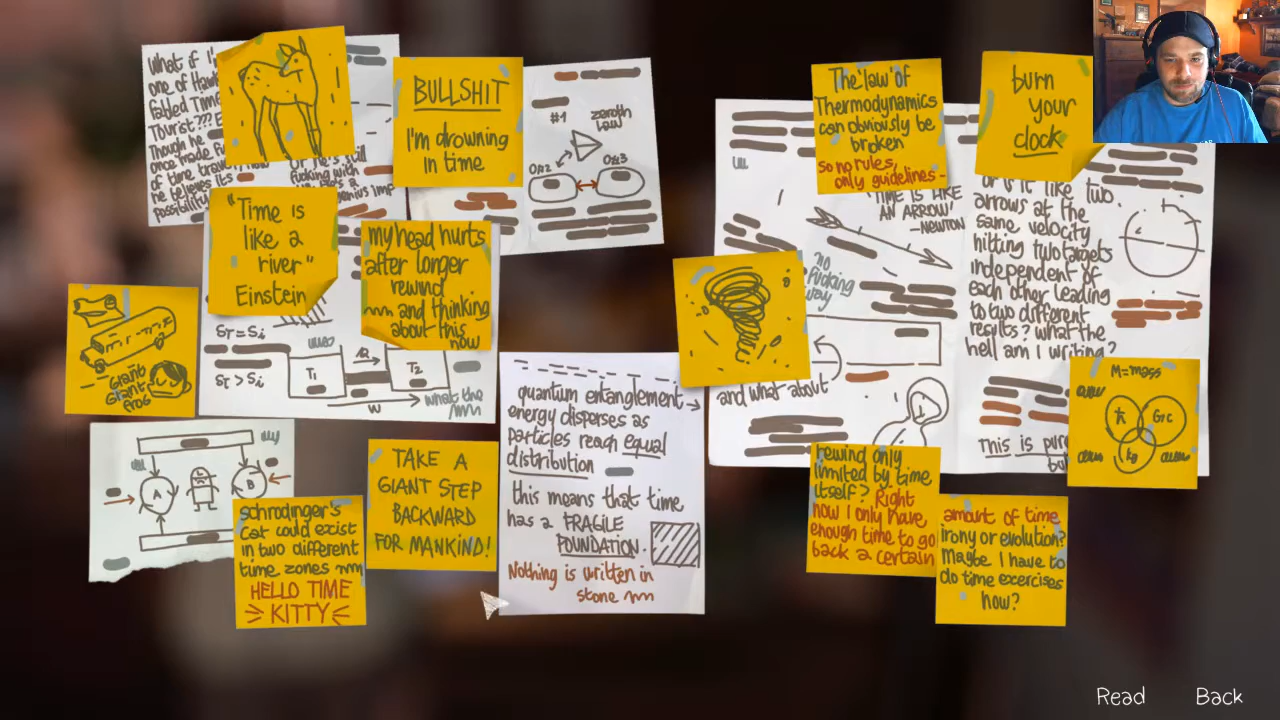 What if I'
one of Hawk
fabled Time
Tourist???
Though he
once made fu
of time trave
he believes its
possibility
or he's still
fucking with
genius imp
BULLSHIT
I'm drowning
in time
#1
zeroth
law
"Time is
like a
river"
Einstein
my head hurts
after longer
rewind
and thinking
about this
now
ST=Si
ST>Si
T1
T2
W
what the
Giant
Giant
frog
A
B
schrodinger's
cat could exist
in two different
time zones
HELLO TIME
KITTY
TAKE A
GIANT STEP
BACKWARD
FOR MANKIND!
quantum entanglement
energy disperses as
particles reach equal
distribution
this means that time
has a FRAGILE
FOUNDATION.
Nothing is written in
stone
The 'law' of
Thermodynamics
can obviously be
broken
so no rules,
only guidelines-
burn
your
clock
'TIME IS LIKE
AN ARROW!'
-NEWTON
no
fucking
way
and what about
or is it like two
arrows at the
same velocity
hitting two targets
independent of
each other leading
to two different
results? what the
hell am I writing?
This is pur
M=mass
G=c
rewind only
limited by time
itself? Right
now I only have
enough time to go
back a certain
amount of time
irony or evolution?
Maybe I have to
do time exercises
now?
Read
Back